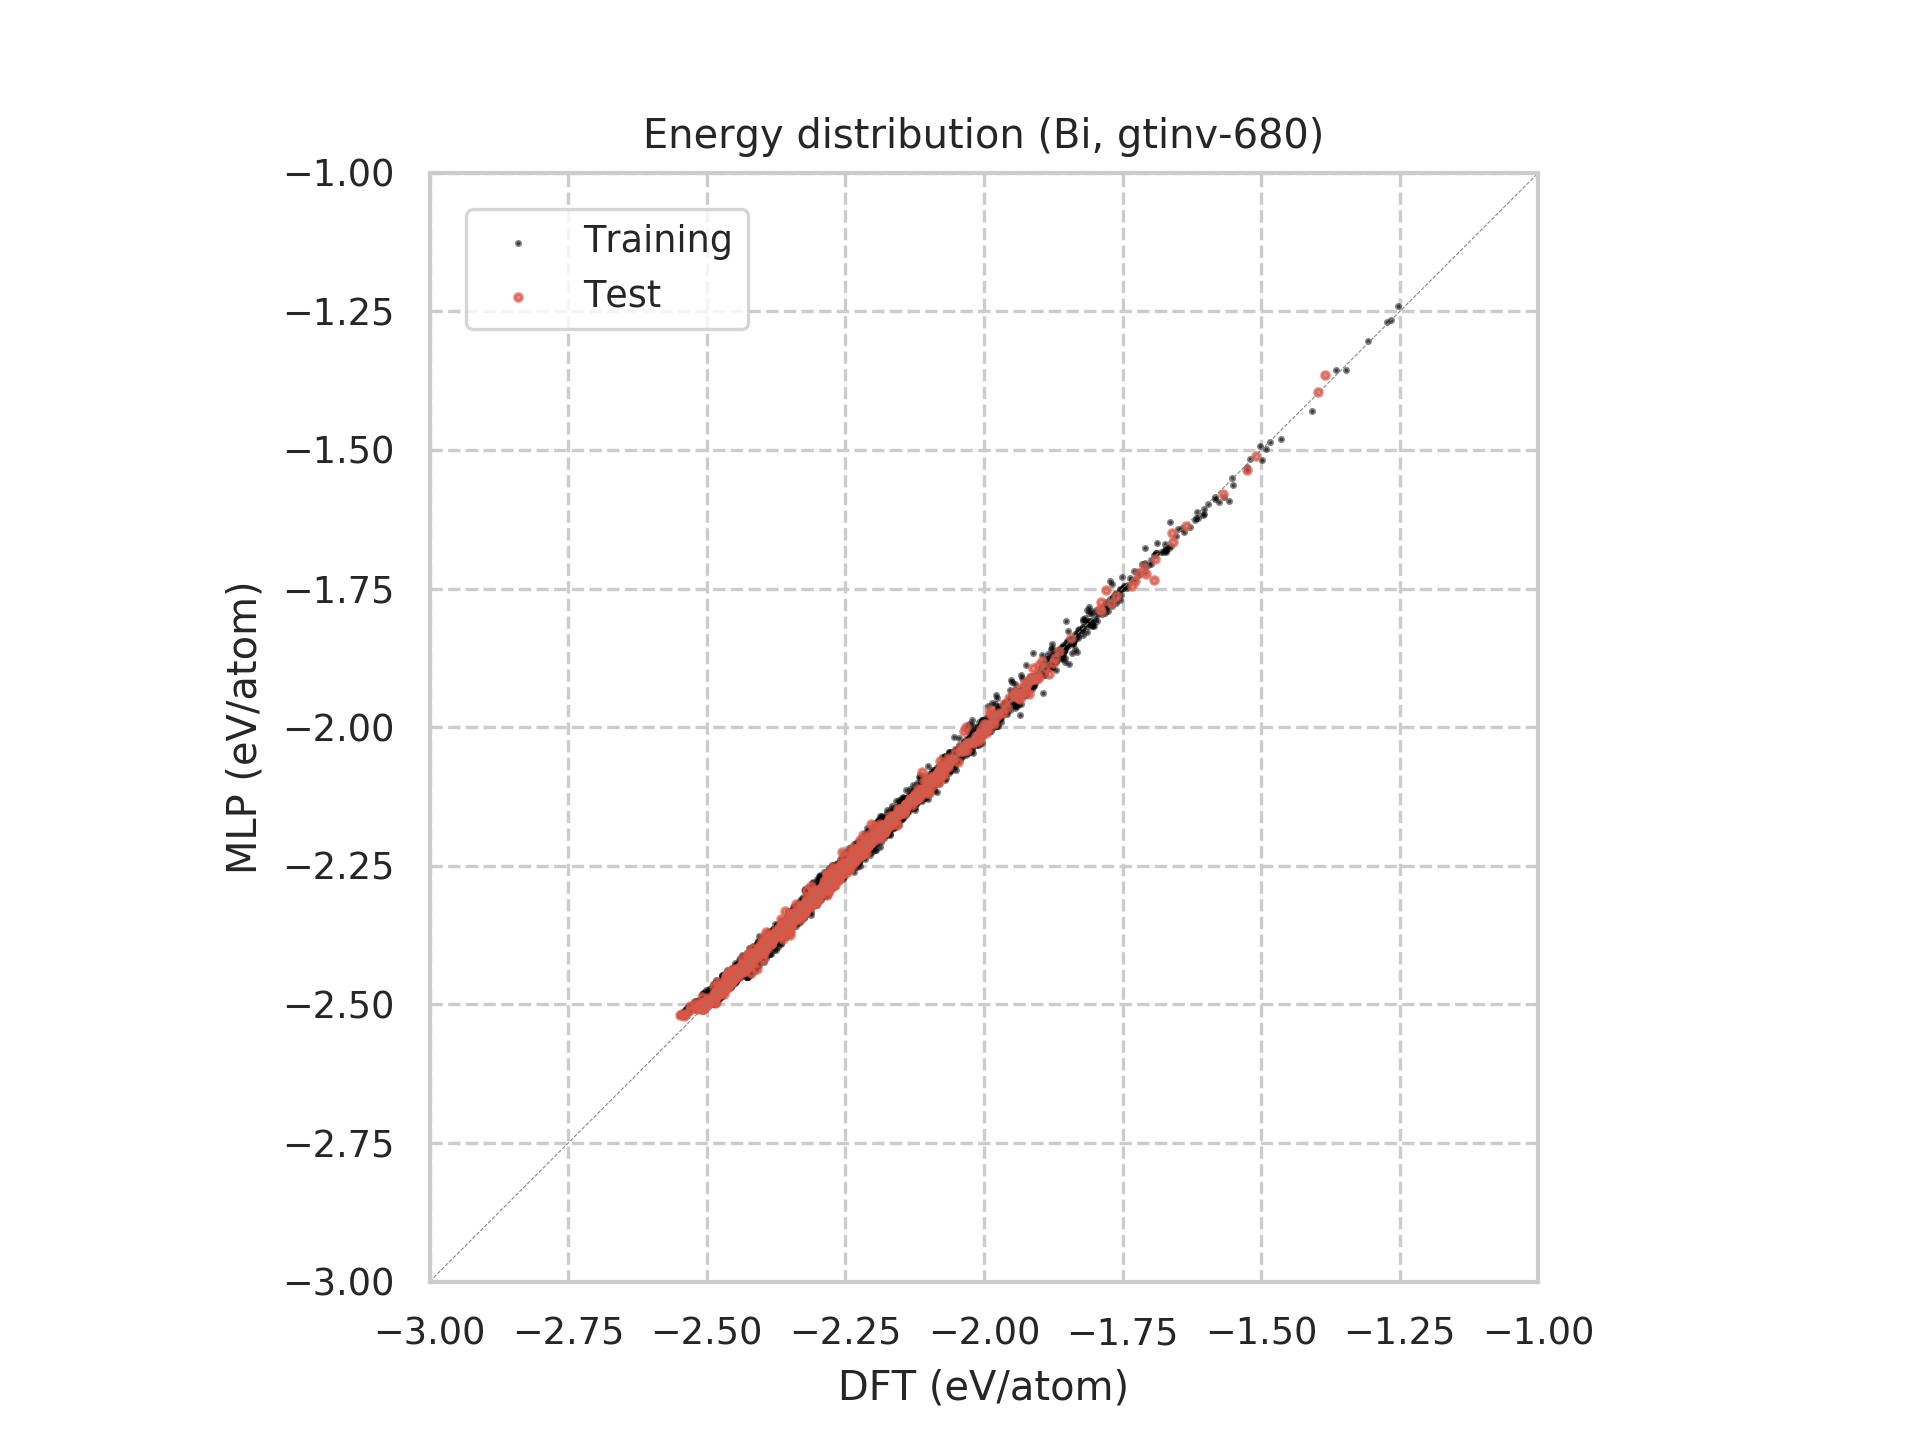 Energy distribution (Bi, gtinv-680)
−1.00
−1.25
−1.50
−1.75
−2.00
−2.25
−2.50
−2.75
−3.00
Training
Test
MLP (eV/atom)
−3.00 −2.75 −2.50 −2.25 −2.00 −1.75 −1.50 −1.25 −1.00
DFT (eV/atom)